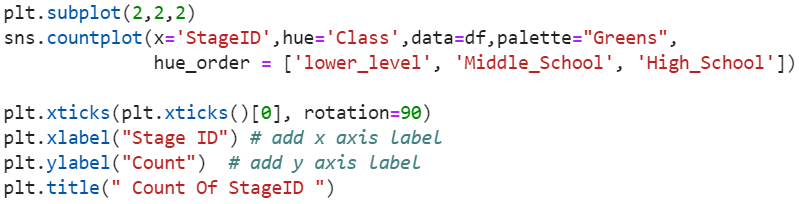 plt.subplot(2,2,2)
sns.countplot(x='StageID',hue='Class',data=df,palette="Greens",
hue_order = ['lower_level', 'Middle_School', 'High_School'])
plt.xticks(plt.xticks()[0], rotation=90)
plt.xlabel("Stage ID") # add x axis label
plt.ylabel("Count")  # add y axis label
plt.title(" Count Of StageID ")